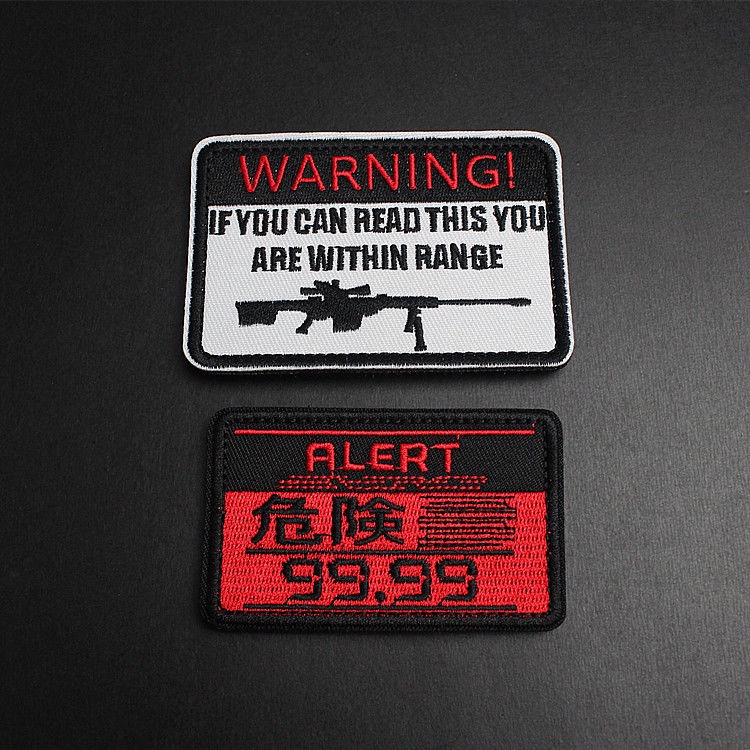 WARNING!
IF YOU CAN READ THIS YOU
ARE WITHIN RANGE
ALERT
危険
99.99